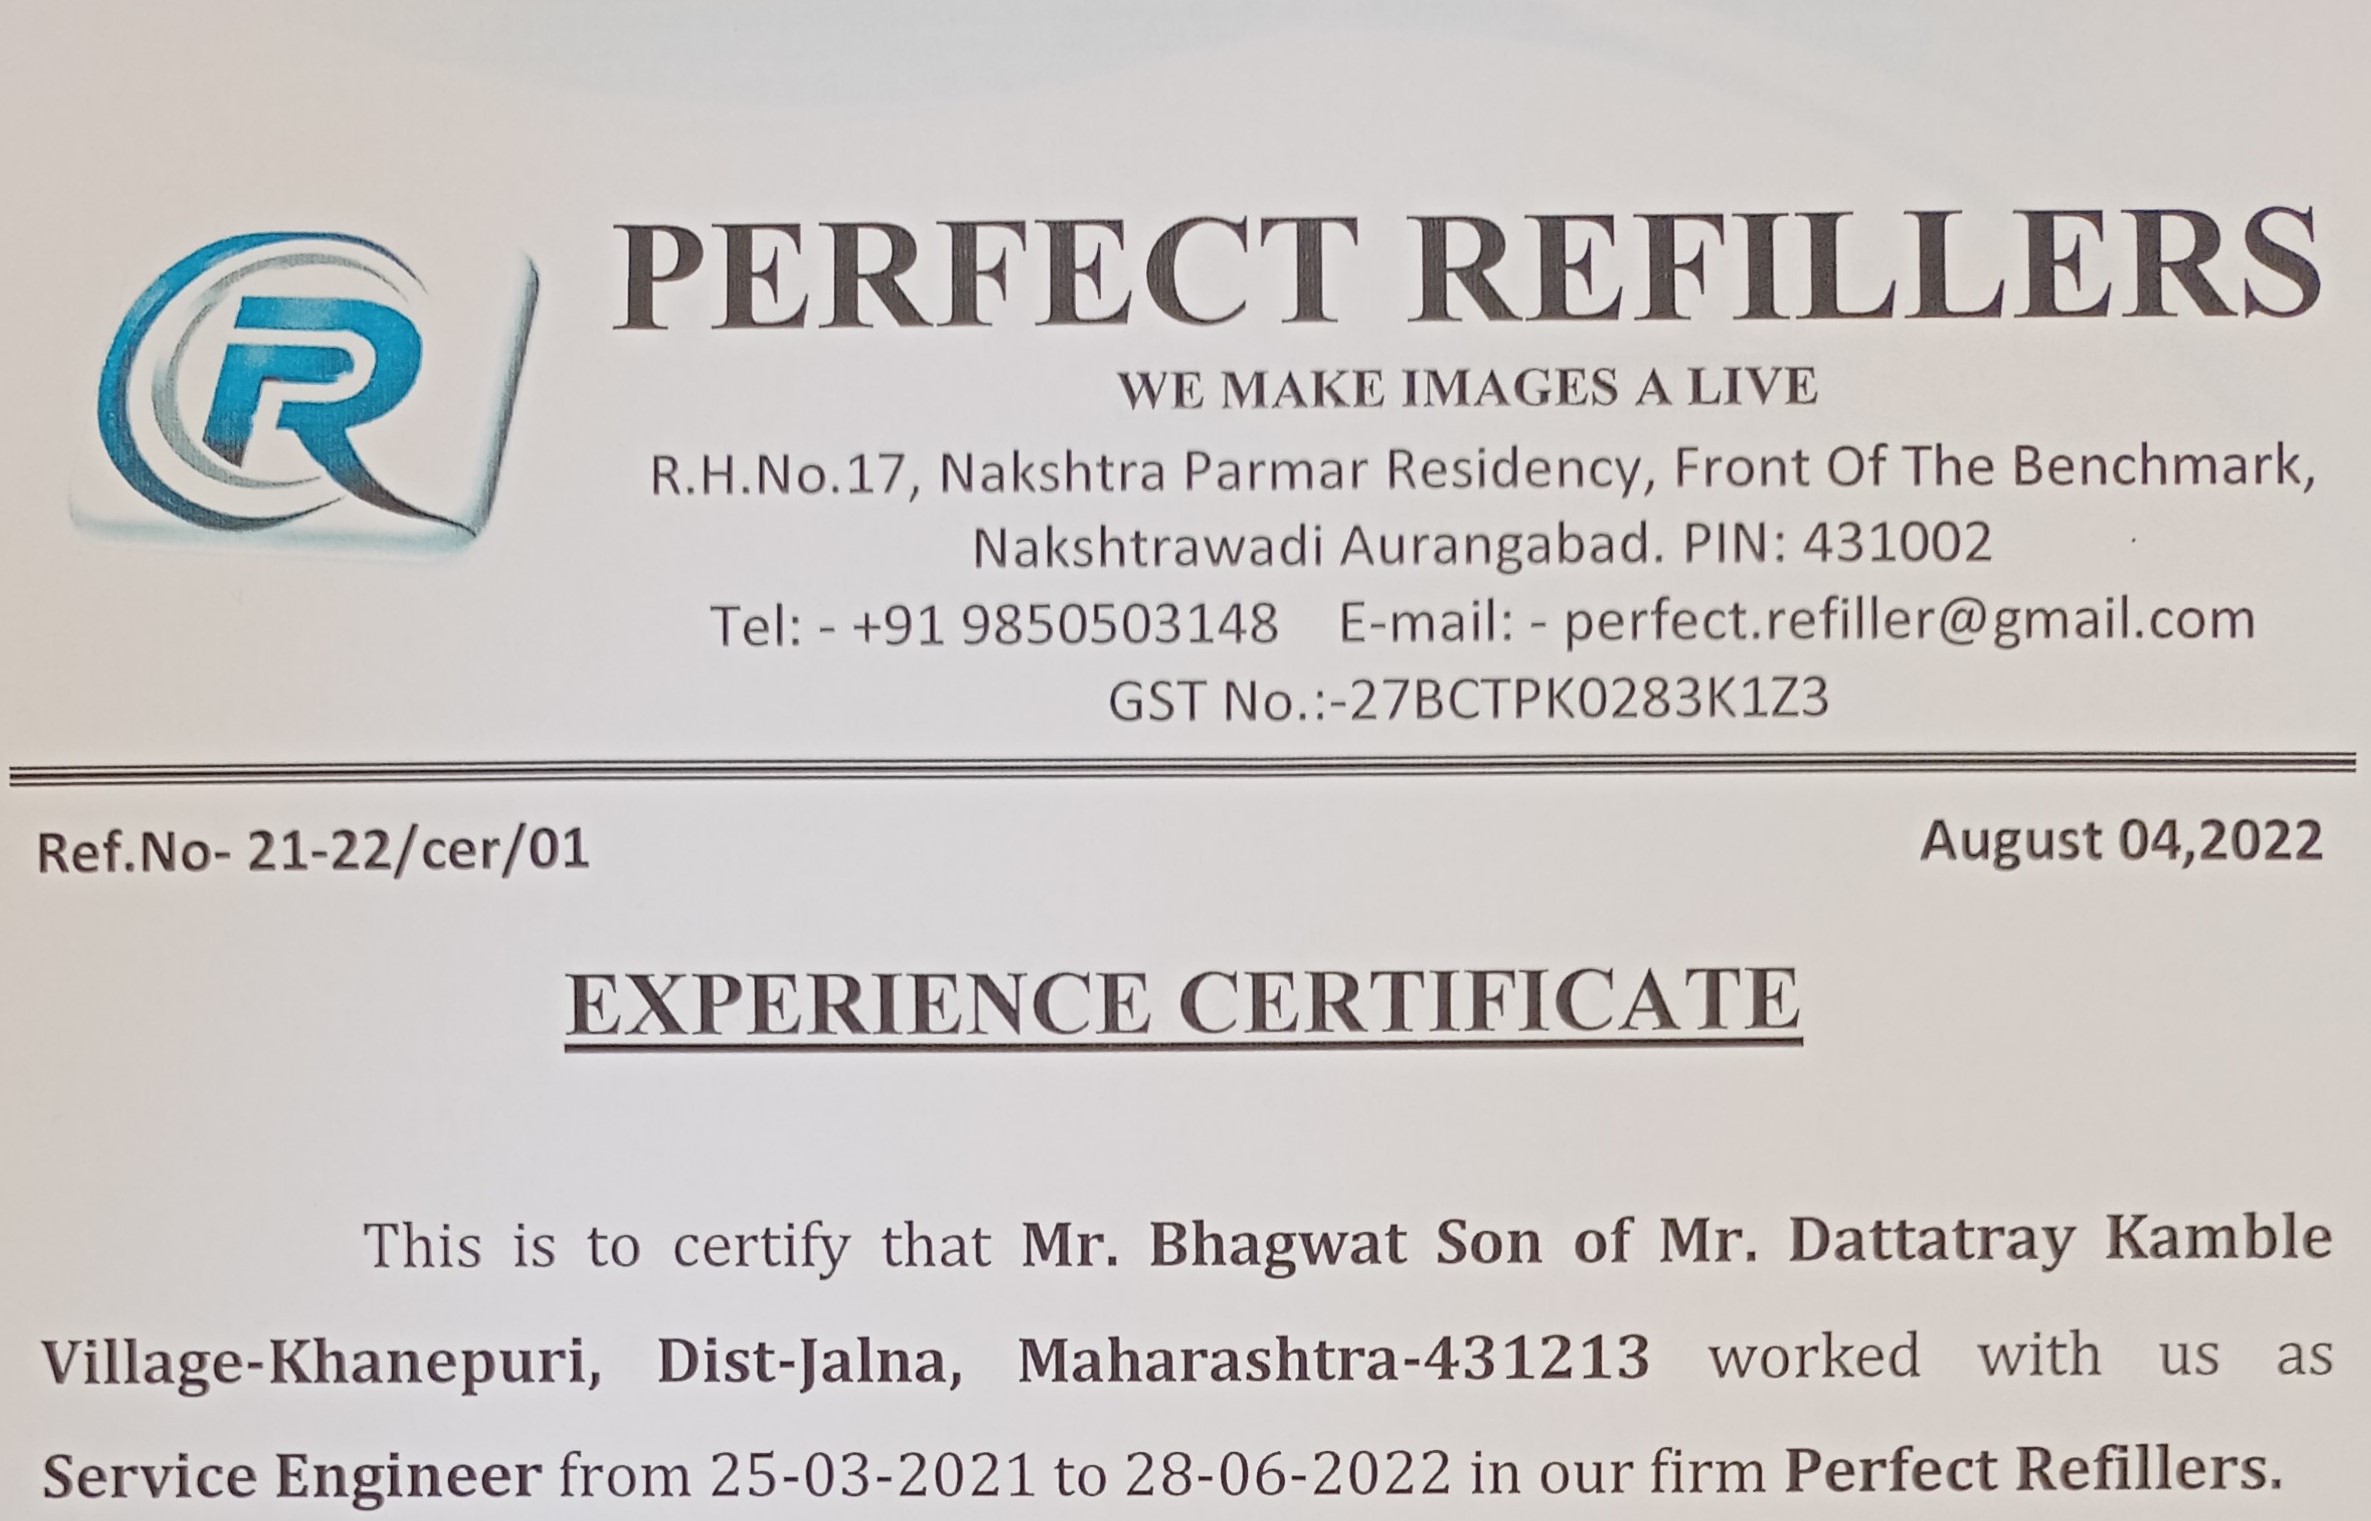 PERFECT REFILLERS
WE MAKE IMAGES A LIVE
R.H.No.17, Nakshtra Parmar Residency, Front Of The Benchmark,
Nakshtrawadi Aurangabad. PIN: 431002
Tel: - +91 9850503148 E-mail: - perfect.refiller@gmail.com
GST No.:-27BCTPK0283K1Z3
Ref.No- 21-22/cer/01 August 04,2022
EXPERIENCE CERTIFICATE
This is to certify that Mr. Bhagwat Son of Mr. Dattatray Kamble
Village-Khanepuri, Dist-Jalna, Maharashtra-431213 worked with us as
Service Engineer from 25-03-2021 to 28-06-2022 in our firm Perfect Refillers.